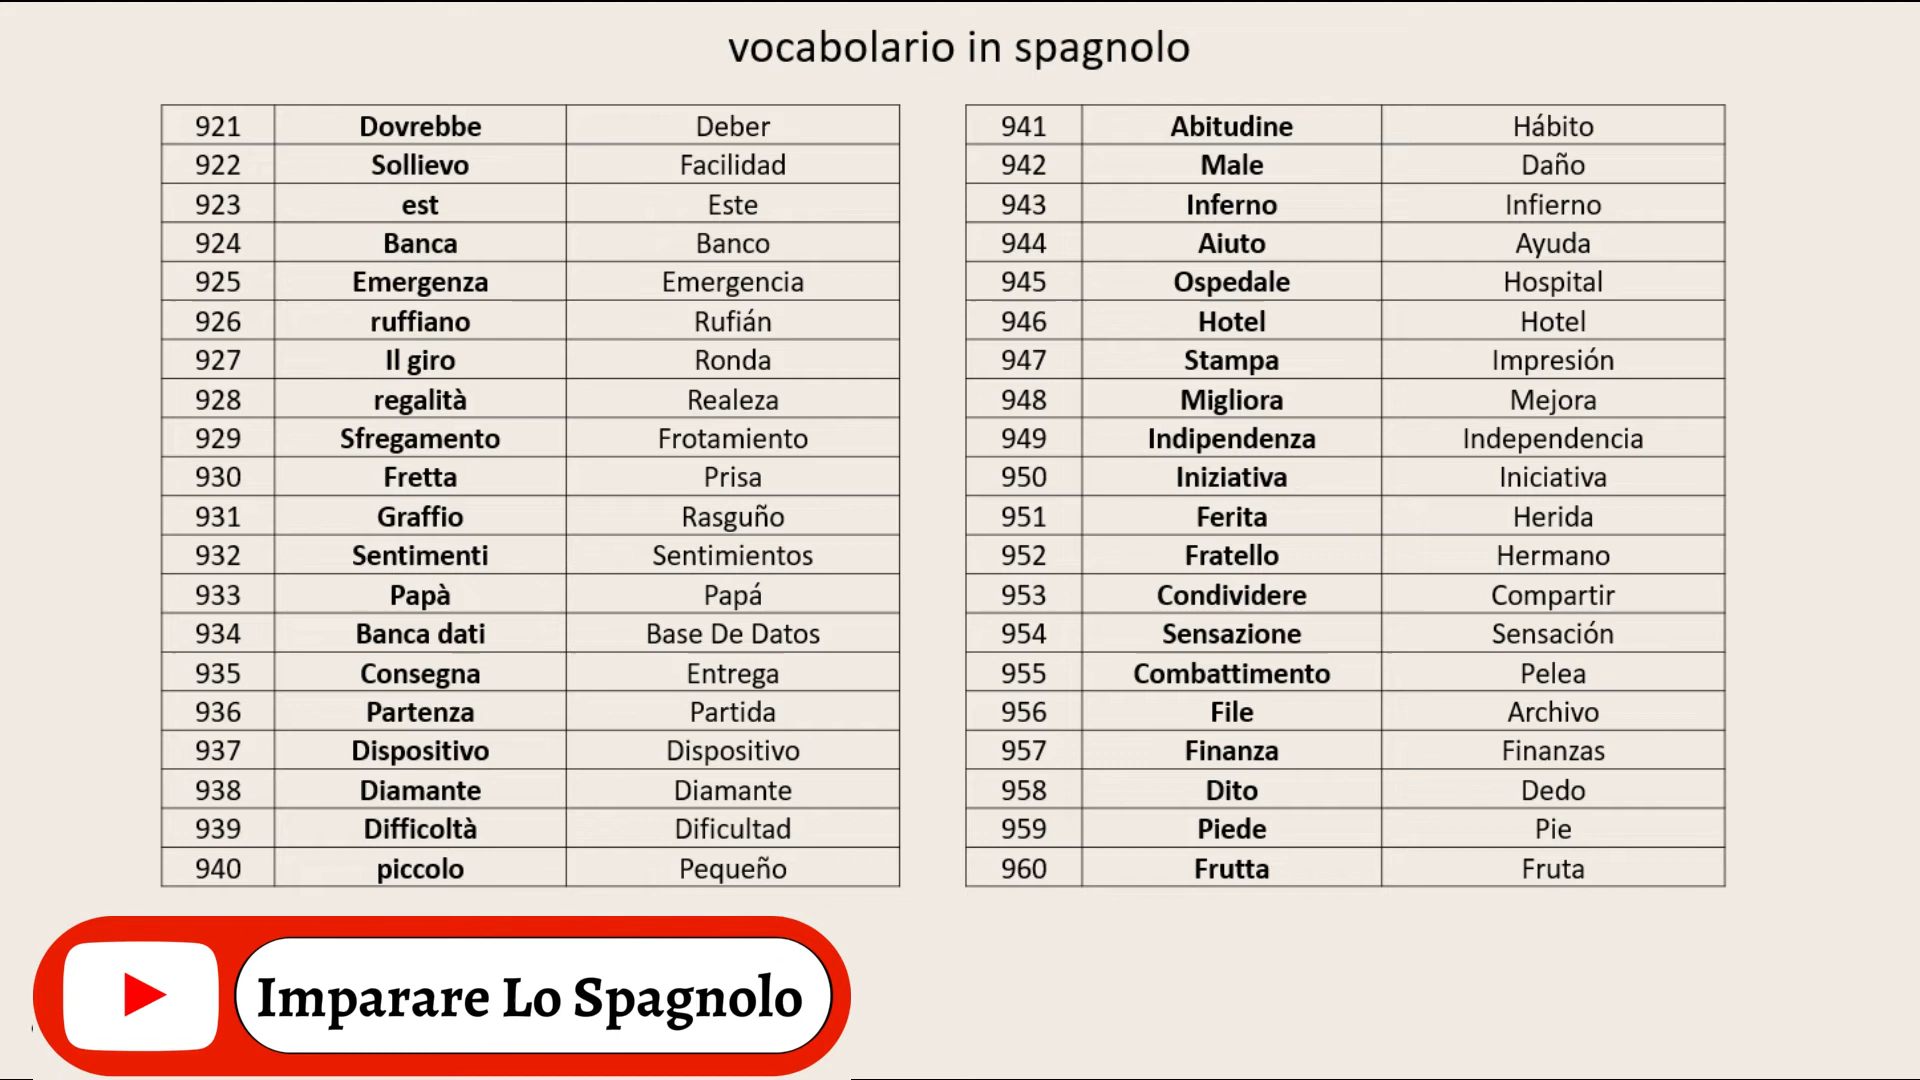 vocabolario in spagnolo
921 Dovrebbe Deber
922 Sollievo Facilidad
923 est Este
924 Banca Banco
925 Emergenza Emergencia
926 ruffiano Rufián
927 Il giro Ronda
928 regalità Realeza
929 Sfregamento Frotamiento
930 Fretta Prisa
931 Graffio Rasguño
932 Sentimenti Sentimientos
933 Papà Papá
934 Banca dati Base De Datos
935 Consegna Entrega
936 Partenza Partida
937 Dispositivo Dispositivo
938 Diamante Diamante
939 Difficoltà Dificultad
940 piccolo Pequeño
941 Abitudine Hábito
942 Male Daño
943 Inferno Infierno
944 Aiuto Ayuda
945 Ospedale Hospital
946 Hotel Hotel
947 Stampa Impresión
948 Migliora Mejora
949 Indipendenza Independencia
950 Iniziativa Iniciativa
951 Ferita Herida
952 Fratello Hermano
953 Condividere Compartir
954 Sensazione Sensación
955 Combattimento Pelea
956 File Archivo
957 Finanza Finanzas
958 Dito Dedo
959 Piede Pie
960 Frutta Fruta
Imparare Lo Spagnolo